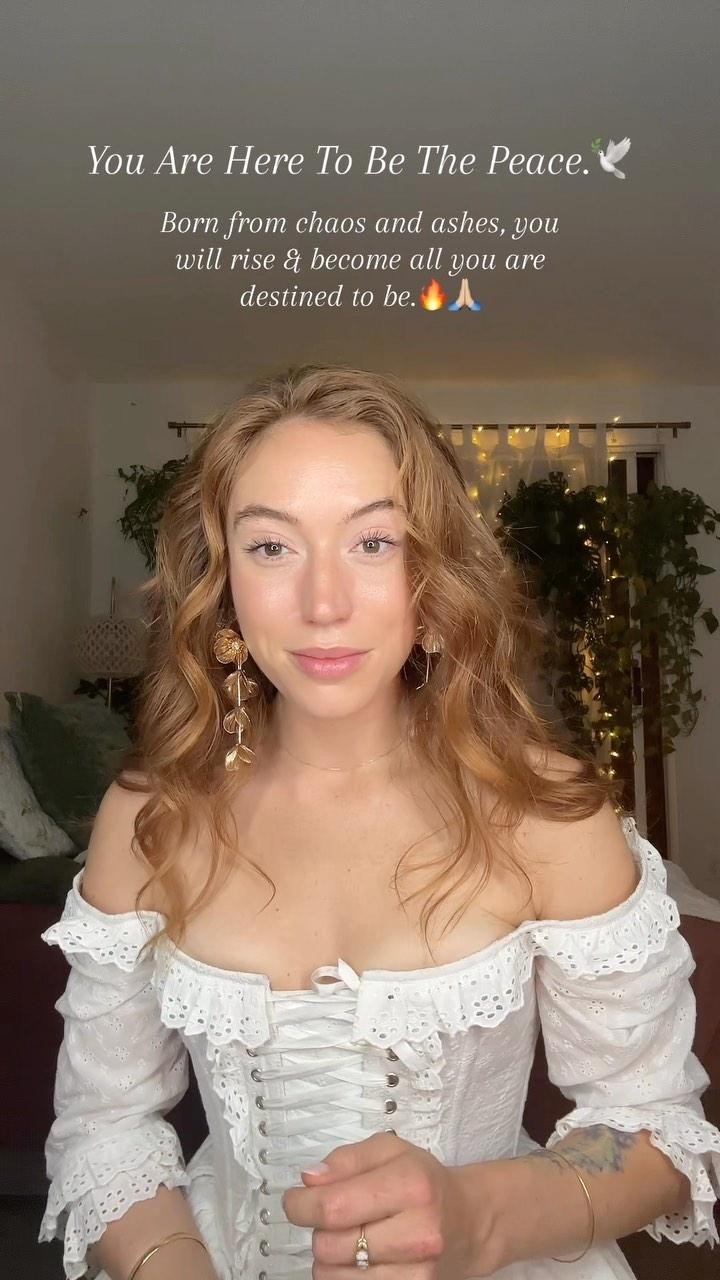 You Are Here To Be The Peace.🕊️
Born from chaos and ashes, you
will rise & become all you are
destined to be.🔥🙏🏼